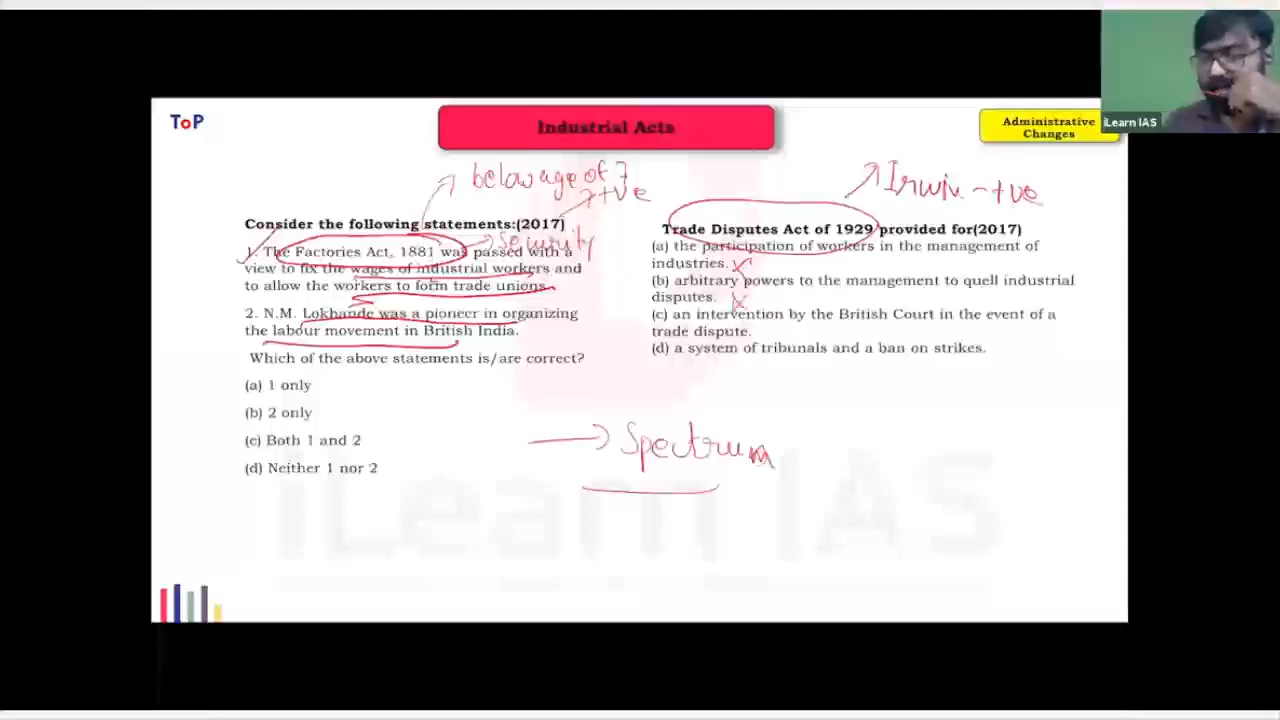 ToP
Industrial Acts
Administrative
Changes
iLearn IAS
below age of 7
→ +ve
Irwin - +ve
Consider the following statements:(2017)
→ security
1. The Factories Act, 1881 was passed with a
view to fix the wages of industrial workers and
to allow the workers to form trade unions.
2. N.M. Lokhande was a pioneer in organizing
the labour movement in British India.
Which of the above statements is/are correct?
(a) 1 only
(b) 2 only
(c) Both 1 and 2
(d) Neither 1 nor 2
Trade Disputes Act of 1929 provided for(2017)
(a) the participation of workers in the management of
industries.
(b) arbitrary powers to the management to quell industrial
disputes.
(c) an intervention by the British Court in the event of a
trade dispute.
(d) a system of tribunals and a ban on strikes.
→ Spectrum
iLearn IAS